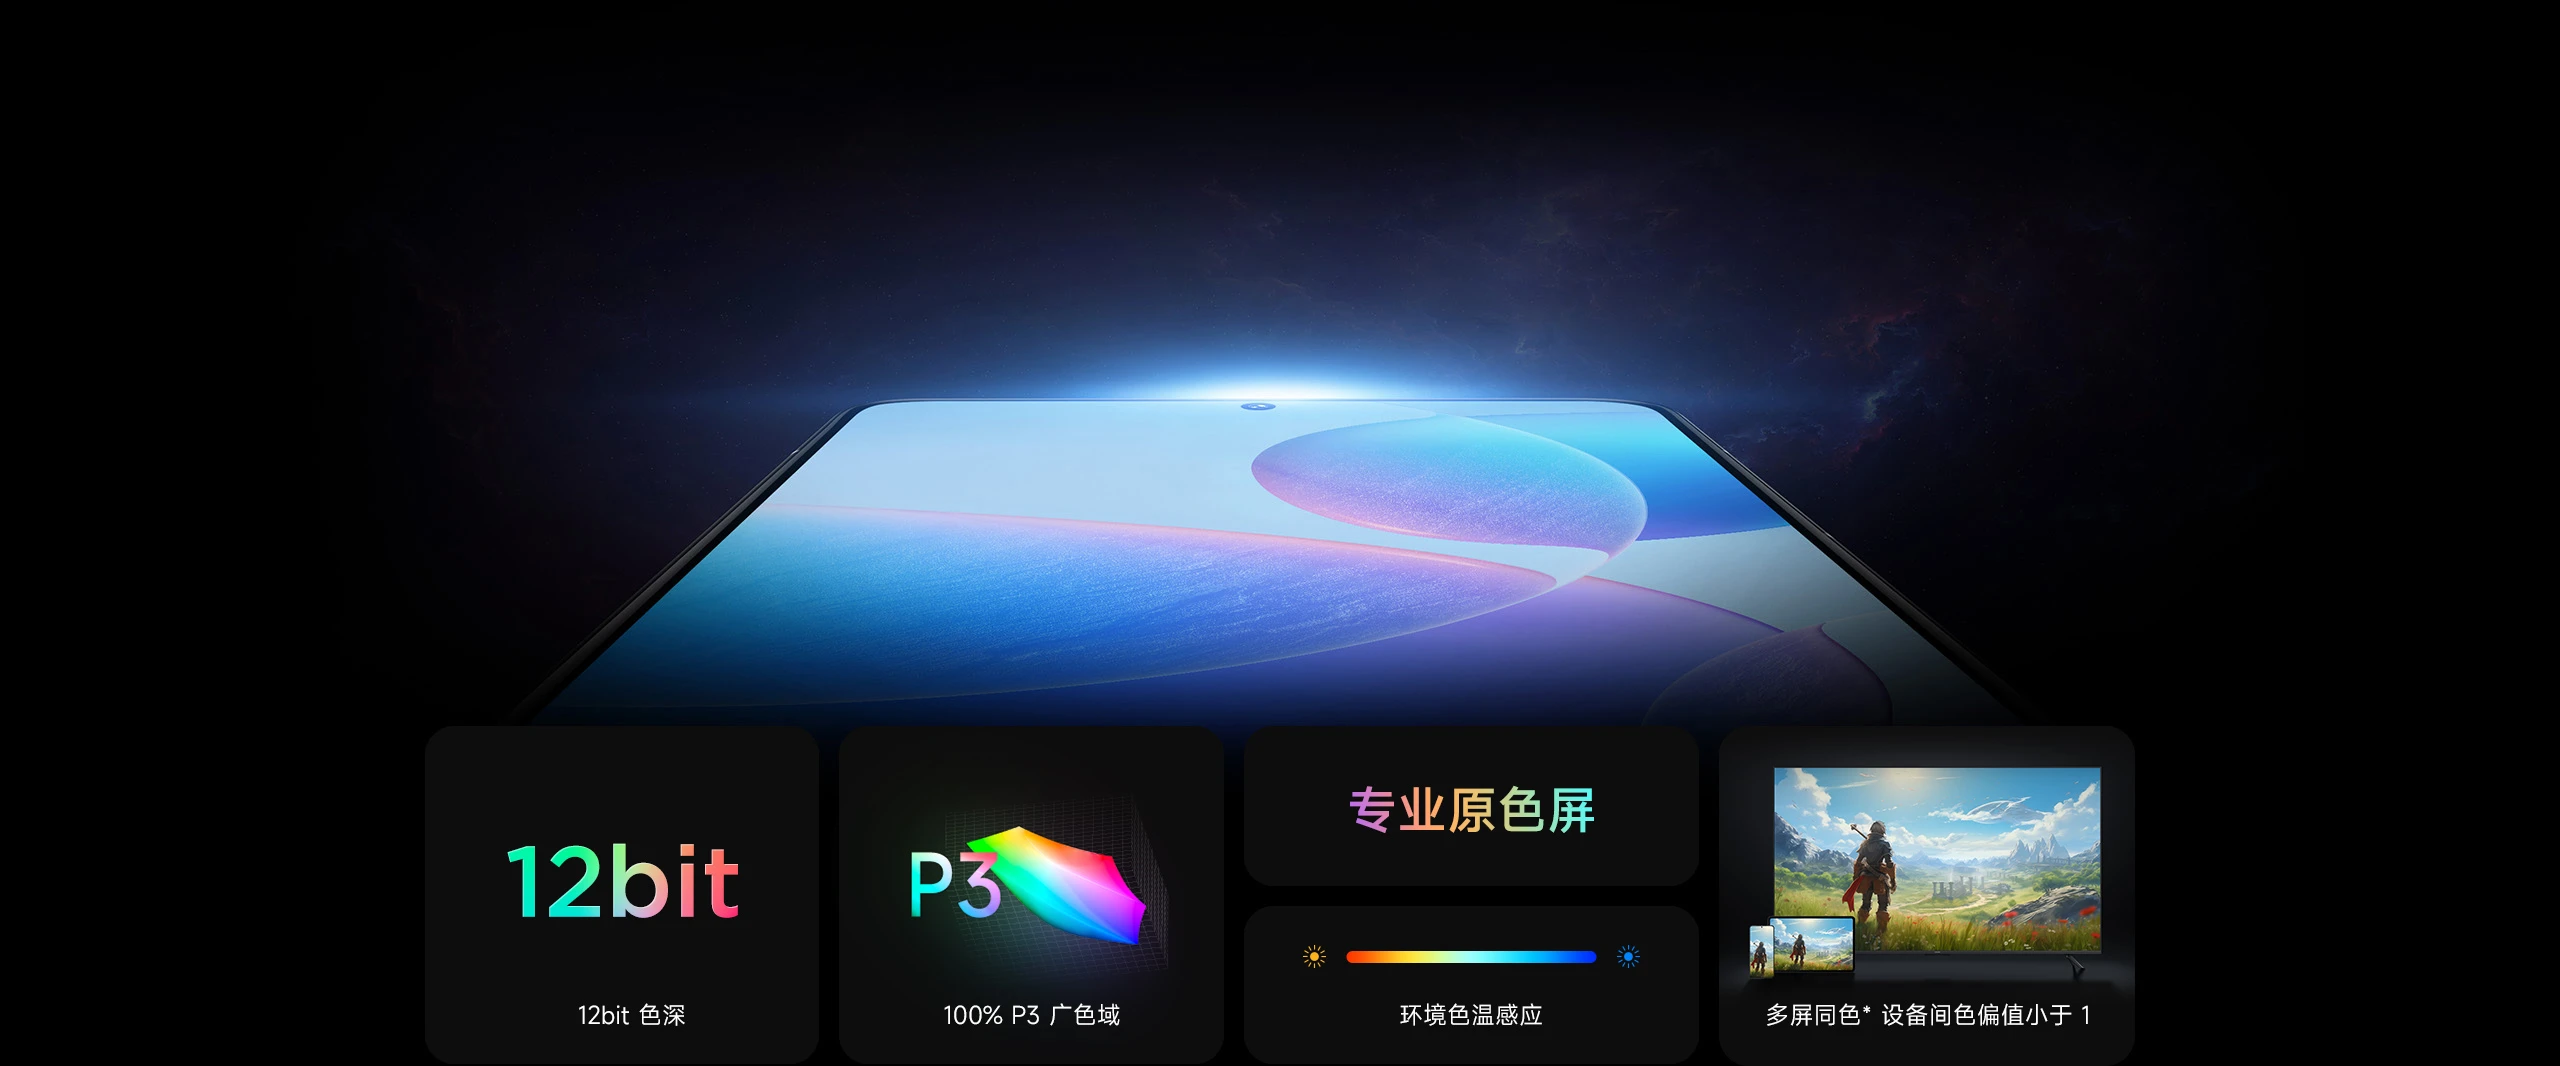 12bit
12bit 色深
P3
100% P3 广色域
专业原色屏
环境色温感应
多屏同色* 设备间色偏值小于 1